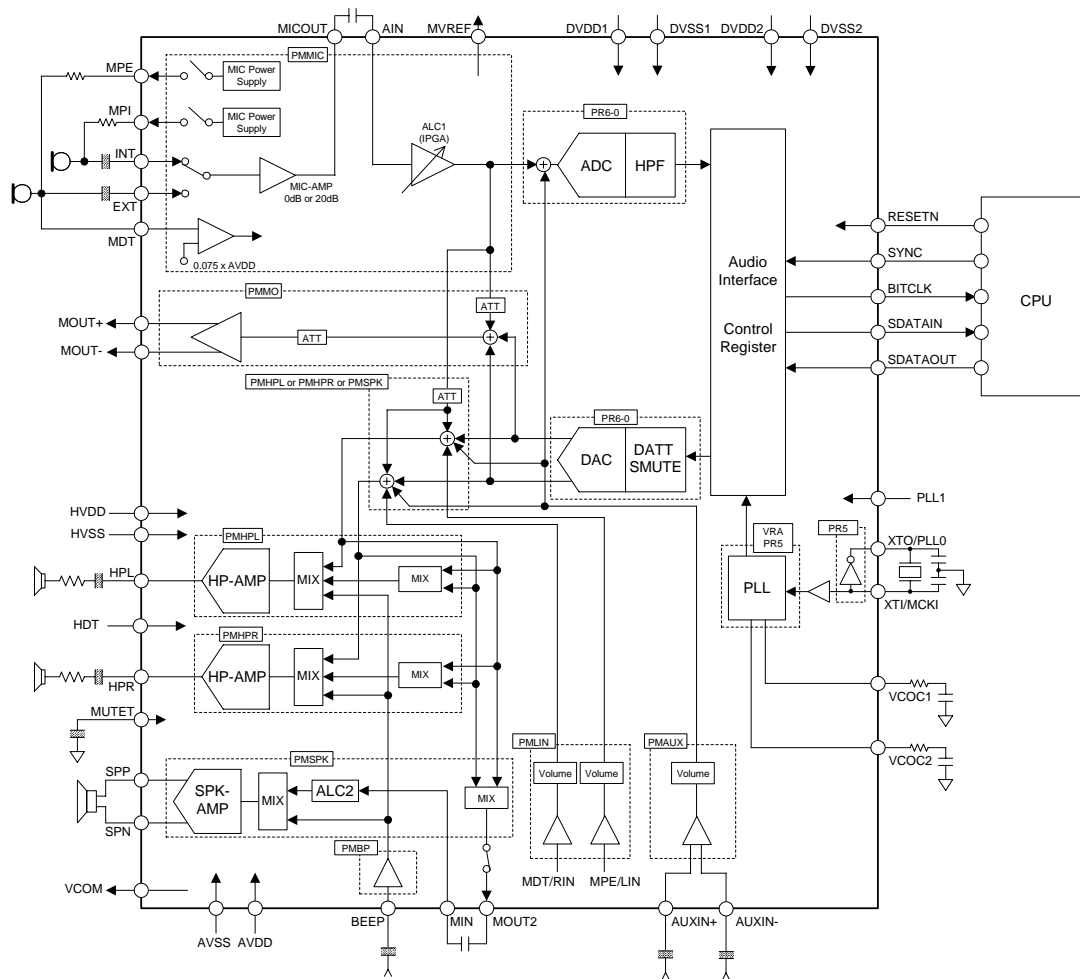 MICOUT
AIN
MVREF
DVDD1
DVSS1
DVDD2
DVSS2
PMMIC
MPE
MIC Power
Supply
MPI
MIC Power
Supply
INT
EXT
MIC-AMP
0dB or 20dB
ALC1
(IPGA)
MDT
0.075 x AVDD
PR6-0
ADC
HPF
Audio
Interface
Control
Register
RESETN
SYNC
BITCLK
SDATAIN
SDATAOUT
CPU
PMMO
ATT
MOUT+
MOUT-
ATT
PMHPL or PMHPR or PMSPK
ATT
PR6-0
DAC
DATT
SMUTE
PLL1
VRA
PR5
PR5
XTO/PLL0
PLL
XTI/MCKI
VCOC1
VCOC2
HVDD
HVSS
PMHPL
HPL
HP-AMP
MIX
MIX
HDT
PMHPR
HPR
HP-AMP
MIX
MIX
MUTET
PMSPK
SPP
SPK-
AMP
MIX
ALC2
MIX
SPN
PMLIN
Volume
Volume
PMAUX
Volume
PMBP
MDT/RIN
MPE/LIN
VCOM
AVSS
AVDD
BEEP
MIN
MOUT2
AUXIN+
AUXIN-